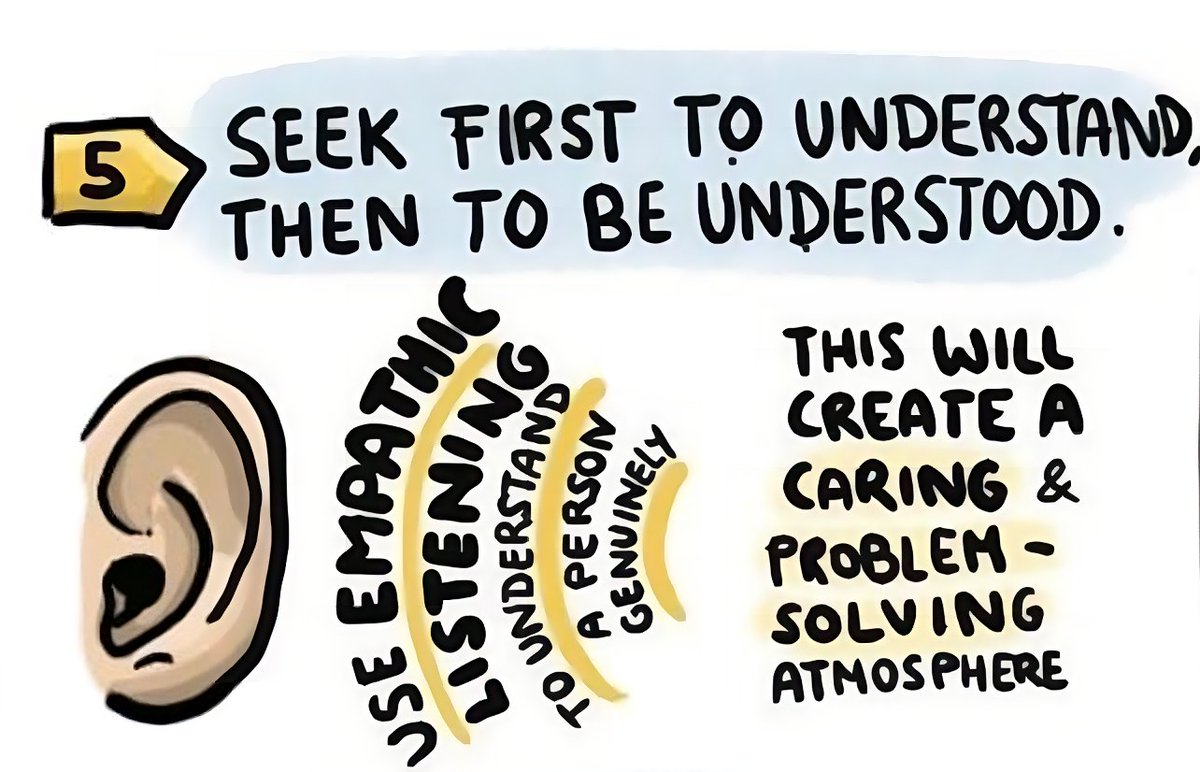 5
SEEK FIRST TO UNDERSTAND,
THEN TO BE UNDERSTOOD.
USE EMPATHIC
LISTENING
TO UNDERSTAND
A PERSON
GENUINELY
THIS WILL
CREATE A
CARING &
PROBLEM -
SOLVING
ATMOSPHERE